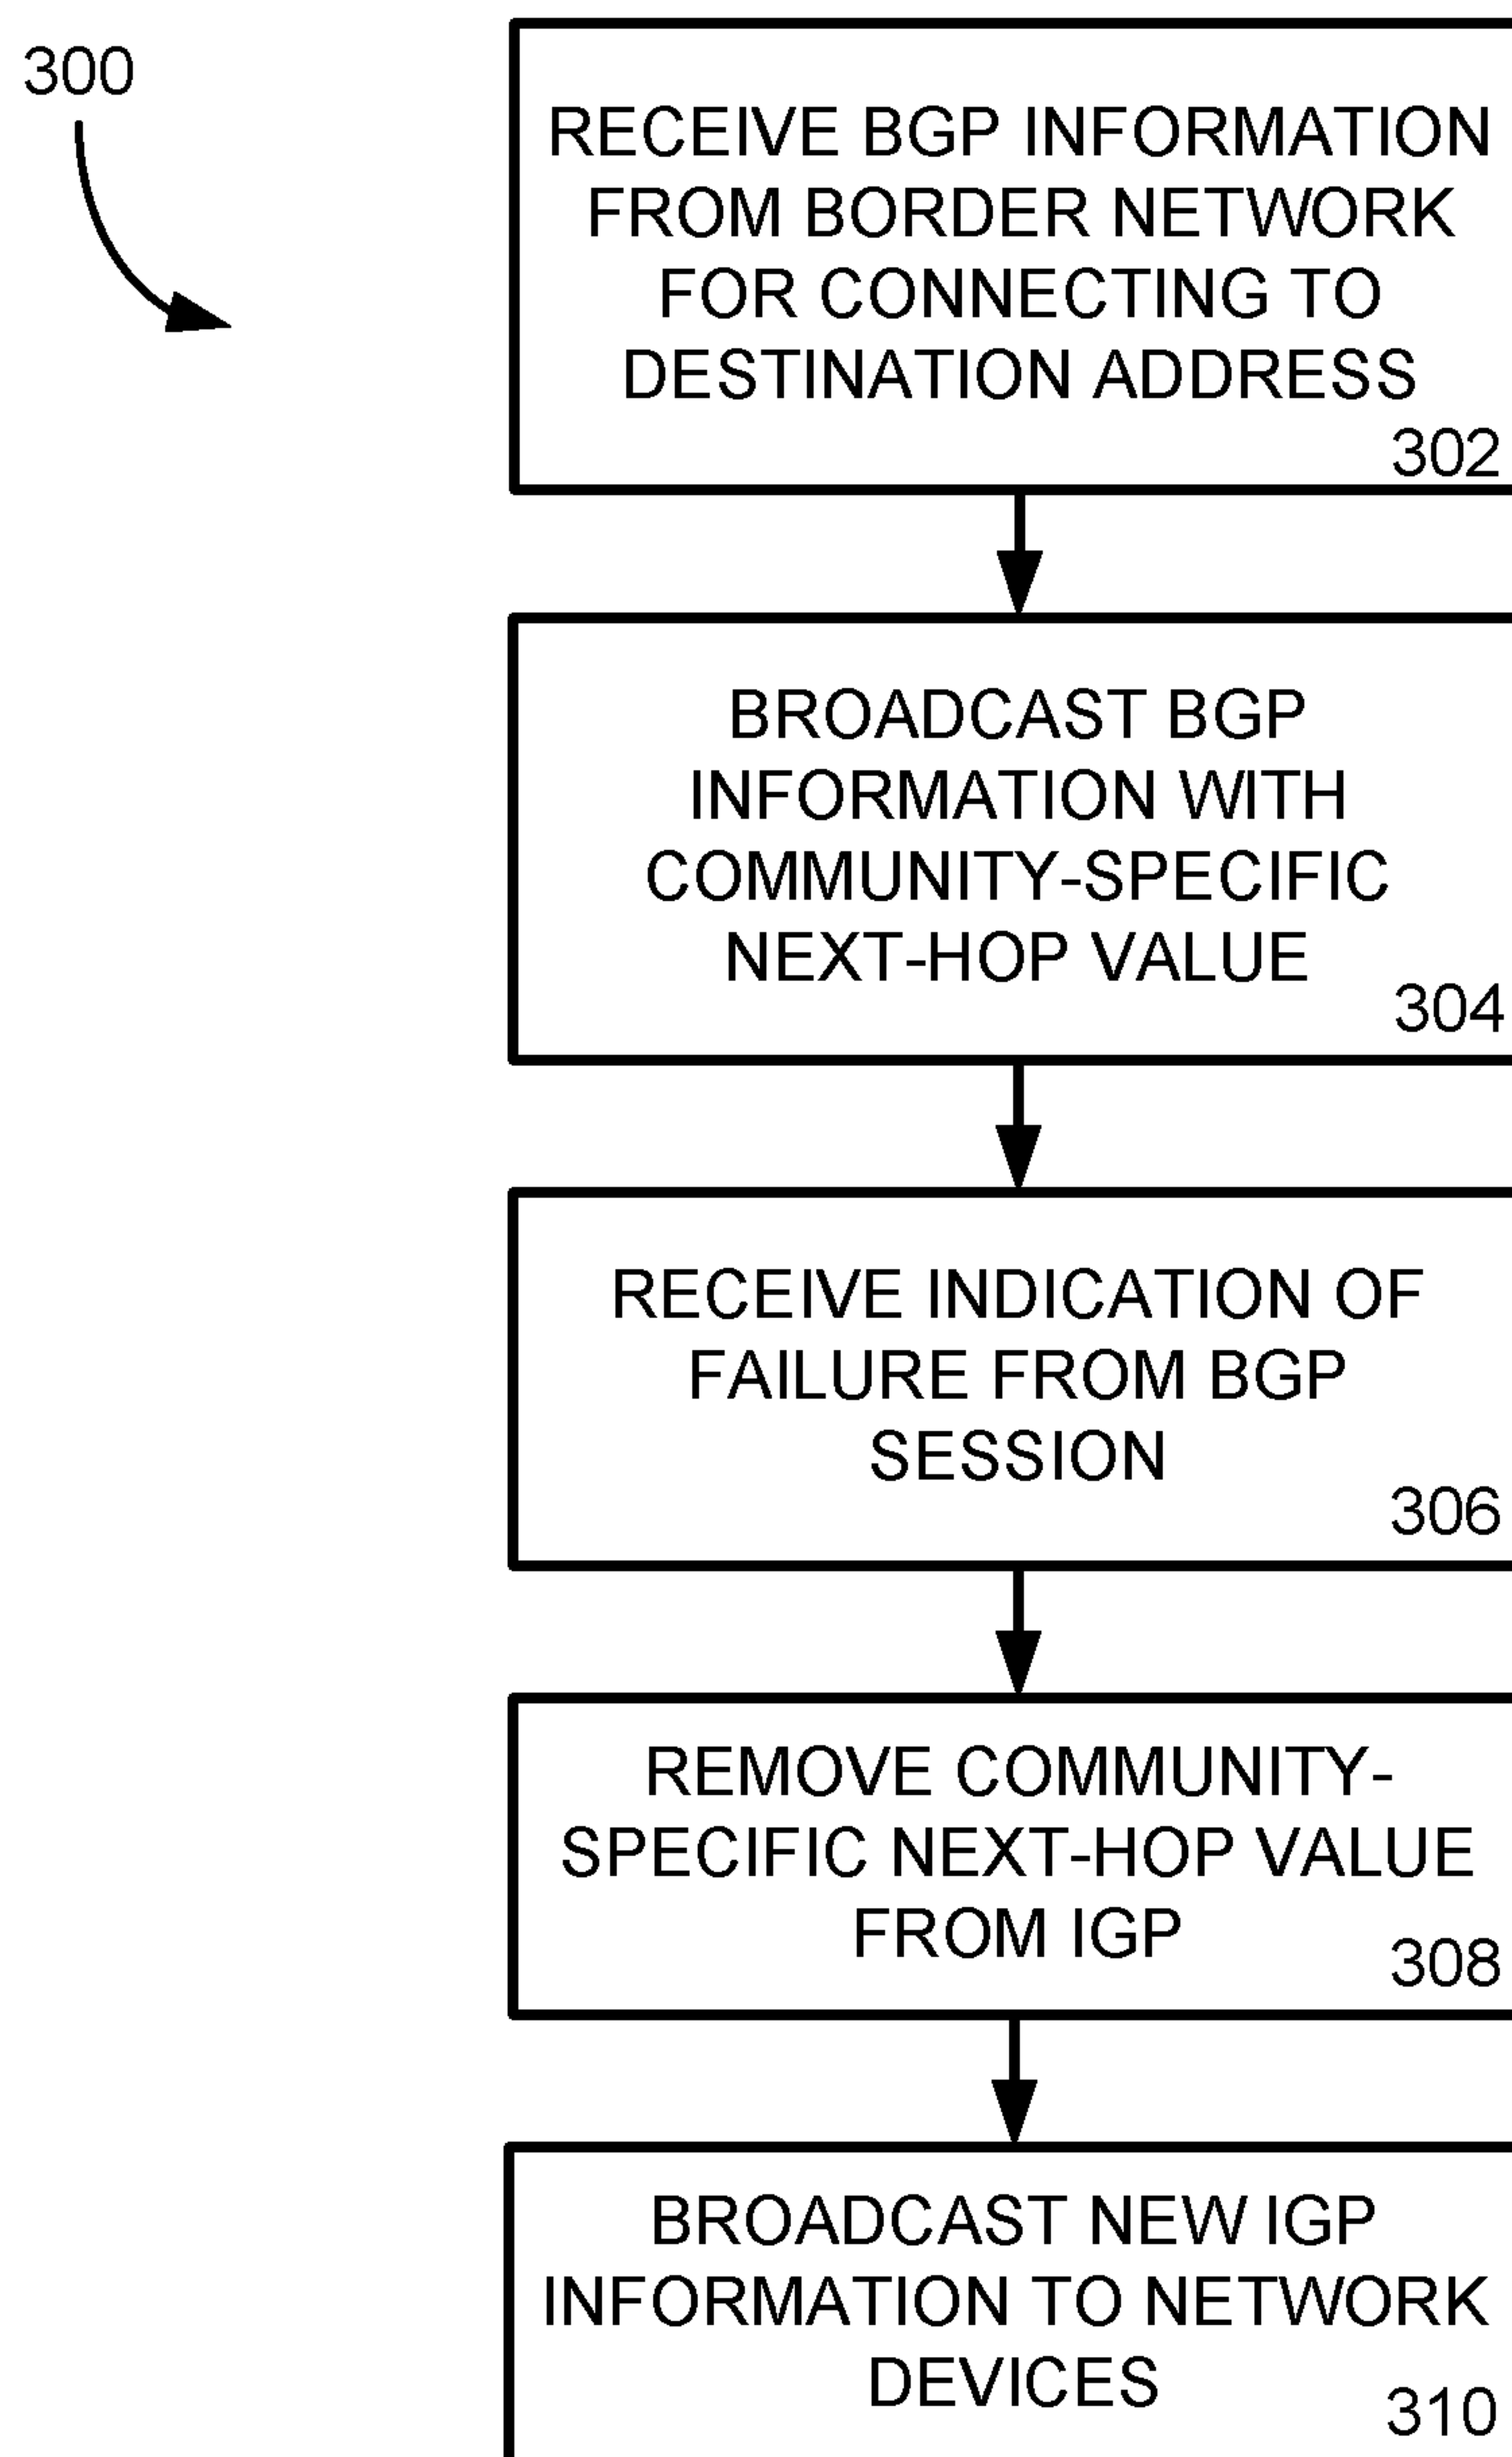 300
RECEIVE BGP INFORMATION
FROM BORDER NETWORK
FOR CONNECTING TO
DESTINATION ADDRESS
302
BROADCAST BGP
INFORMATION WITH
COMMUNITY-SPECIFIC
NEXT-HOP VALUE
304
RECEIVE INDICATION OF
FAILURE FROM BGP
SESSION
306
REMOVE COMMUNITY-
SPECIFIC NEXT-HOP VALUE
FROM IGP
308
BROADCAST NEW IGP
INFORMATION TO NETWORK
DEVICES
310